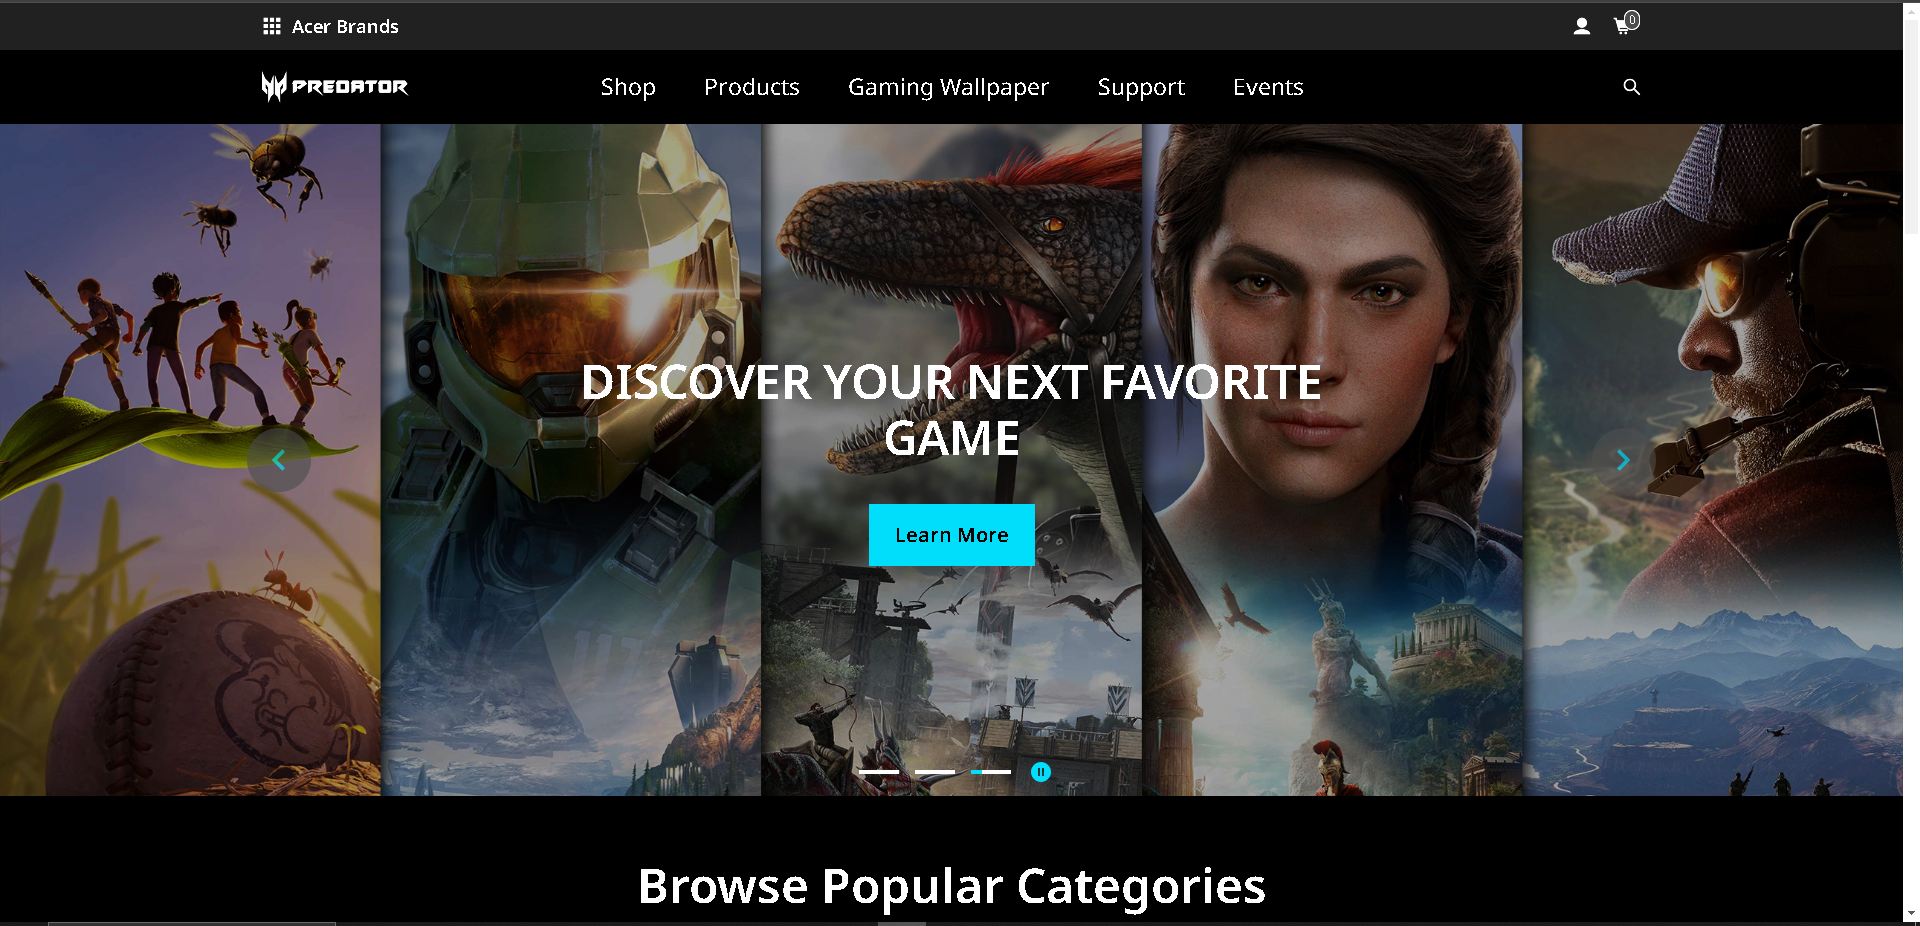 Acer Brands
0
PREDATOR
Shop
Products
Gaming Wallpaper
Support
Events
DISCOVER YOUR NEXT FAVORITE
GAME
Learn More
Browse Popular Categories